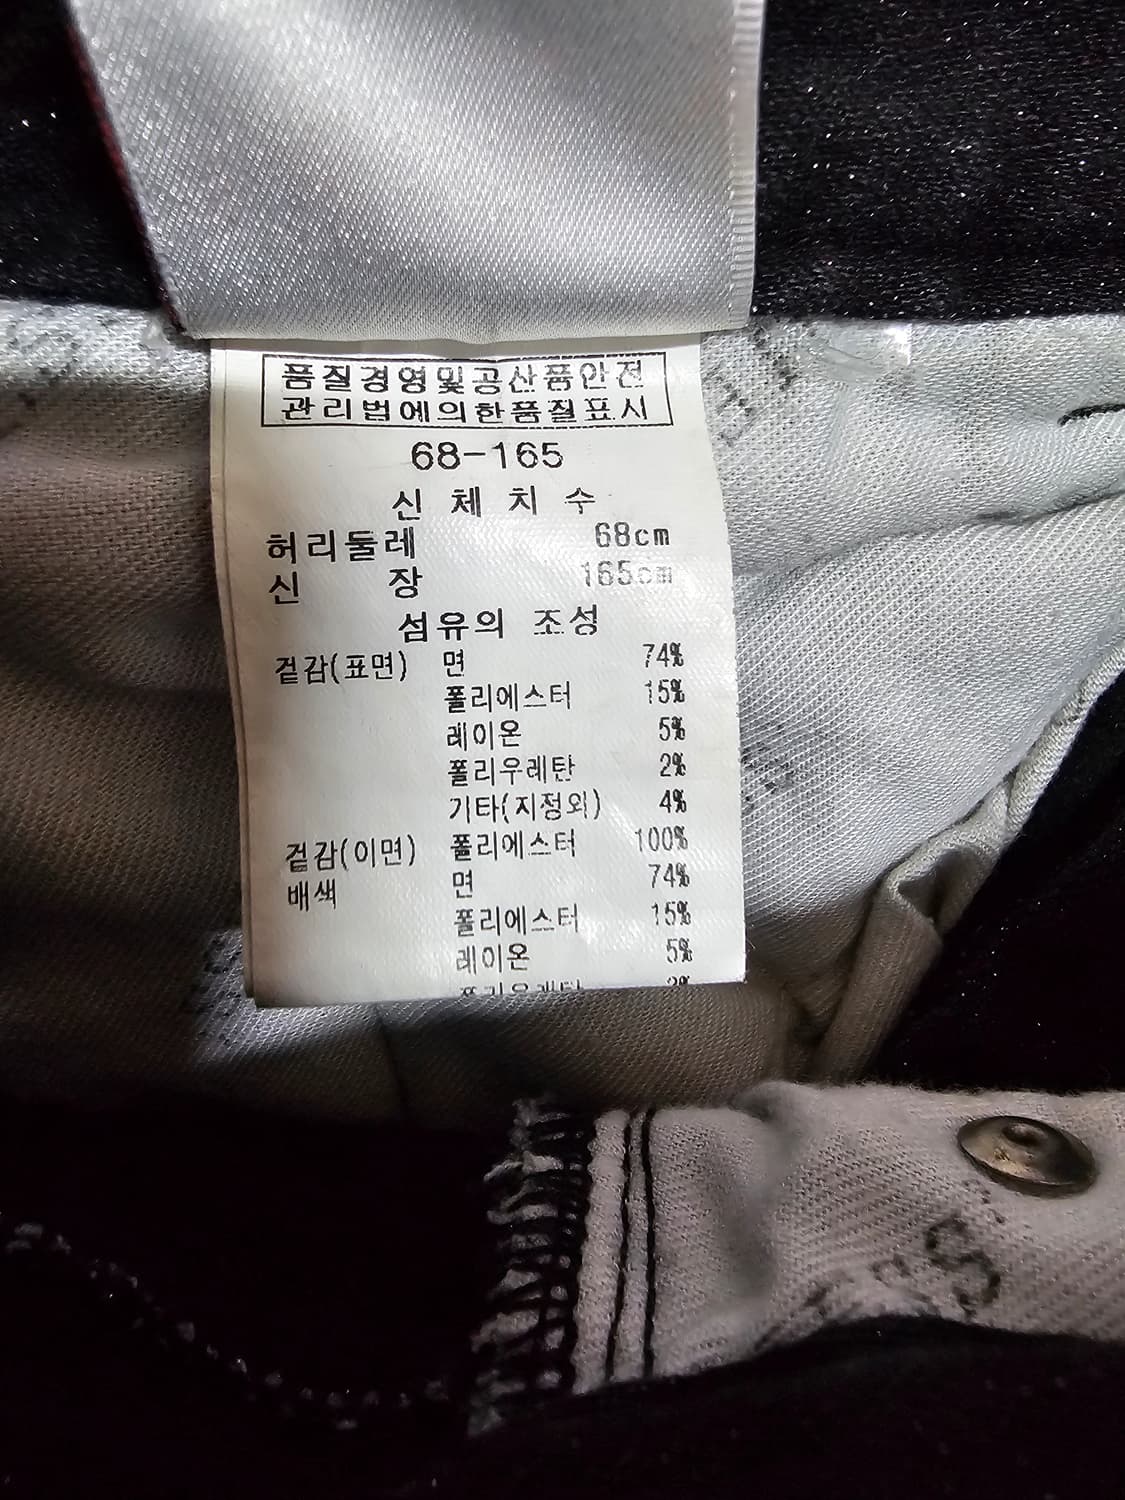 품질경영및공산품안전
관리법에의한품질표시
68-165
신 체 치 수
허리둘레 68cm
신 장 165cm
섬유의 조성
겉감(표면) 면 74%
폴리에스터 15%
레이온 5%
폴리우레탄 2%
기타(지정외) 4%
겉감(이면) 폴리에스터 100%
배색 면 74%
폴리에스터 15%
레이온 5%